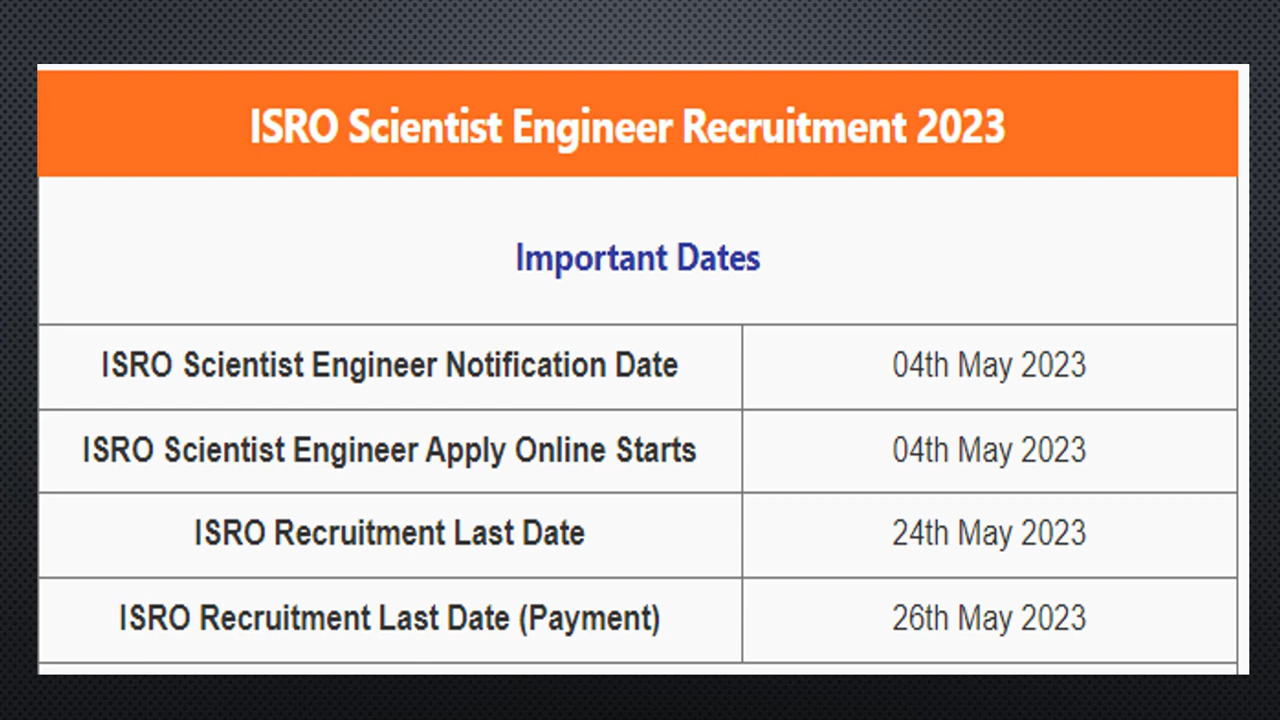 ISRO Scientist Engineer Recruitment 2023
Important Dates
ISRO Scientist Engineer Notification Date 04th May 2023
ISRO Scientist Engineer Apply Online Starts 04th May 2023
ISRO Recruitment Last Date 24th May 2023
ISRO Recruitment Last Date (Payment) 26th May 2023